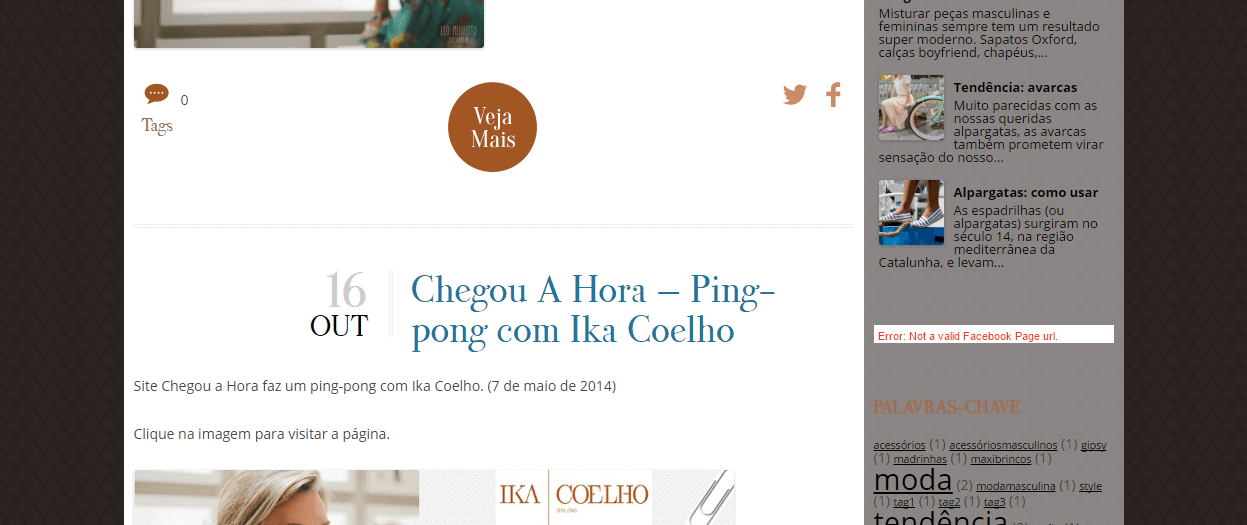 LEO AUGUSTO
0
Tags
Veja
Mais
16
OUT
Chegou A Hora – Ping-
pong com Ika Coelho
Site Chegou a Hora faz um ping-pong com Ika Coelho. (7 de maio de 2014)
Clique na imagem para visitar a página.
IKA COELHO
Misturar peças masculinas e
femininas sempre tem um resultado
super moderno. Sapatos Oxford,
calças boyfriend, chapéus,...
Tendência: avarcas
Muito parecidas com as
nossas queridas
alpargatas, as avarcas
também prometem virar
sensação do nosso...
Alpargatas: como usar
As espadrilhas (ou
alpargatas) surgiram no
século 14, na região
mediterrânea da
Catalunha, e levam...
Error: Not a valid Facebook Page url.
PALAVRAS-CHAVE
acessórios (1) acessóriosmasculinos (1) gipsy
(1) madrinhas (1) maxibrincos (1)
moda (2) modamasculina (1) style
(1) tag1 (1) tag2 (1) tag3 (1)
tendência